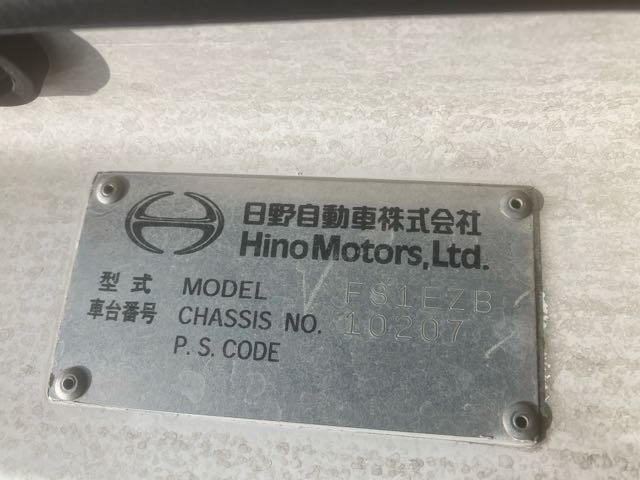 日野自動車株式会社
Hino Motors, Ltd.
型式 MODEL FS1EZB
車台番号 CHASSIS NO. 10207
P. S. CODE